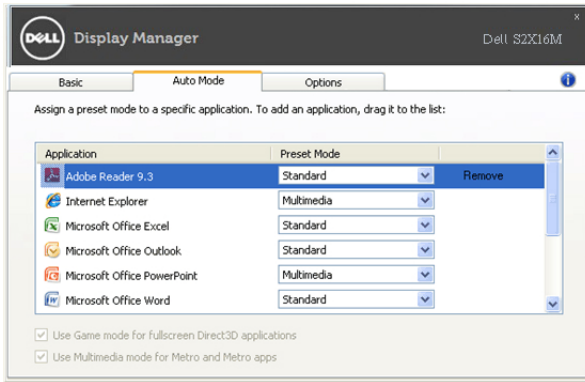 DELL Display Manager Dell S2X16M x
Basic Auto Mode Options
Assign a preset mode to a specific application. To add an application, drag it to the list:
Application Preset Mode
Adobe Reader 9.3 Standard Remove
Internet Explorer Multimedia
Microsoft Office Excel Standard
Microsoft Office Outlook Standard
Microsoft Office PowerPoint Multimedia
Microsoft Office Word Standard
Use Game mode for fullscreen Direct3D applications
Use Multimedia mode for Metro and Metro apps